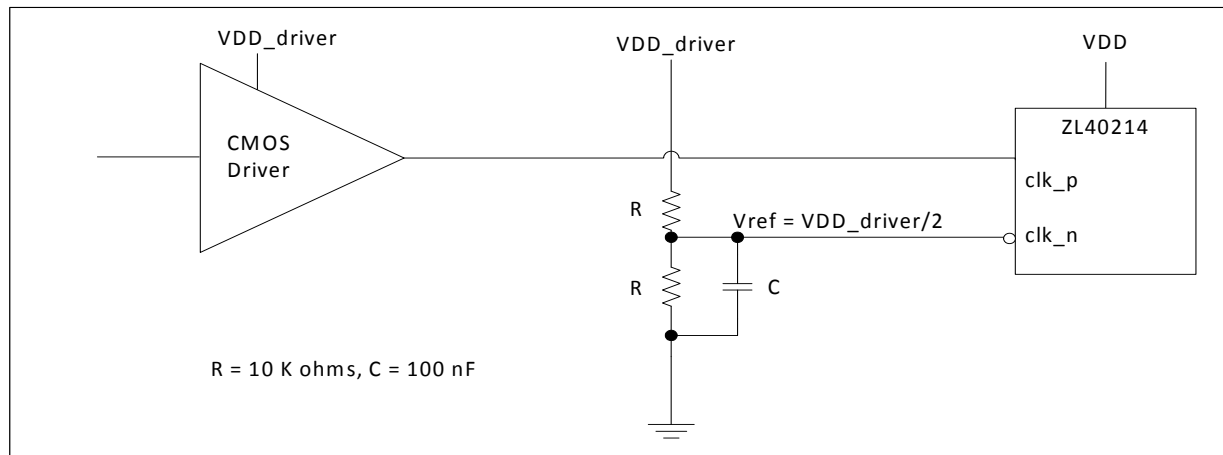 VDD_driver
VDD_driver
VDD
CMOS
Driver
ZL40214
clk_p
R
Vref = VDD_driver/2
clk_n
R
C
R = 10 K ohms, C = 100 nF